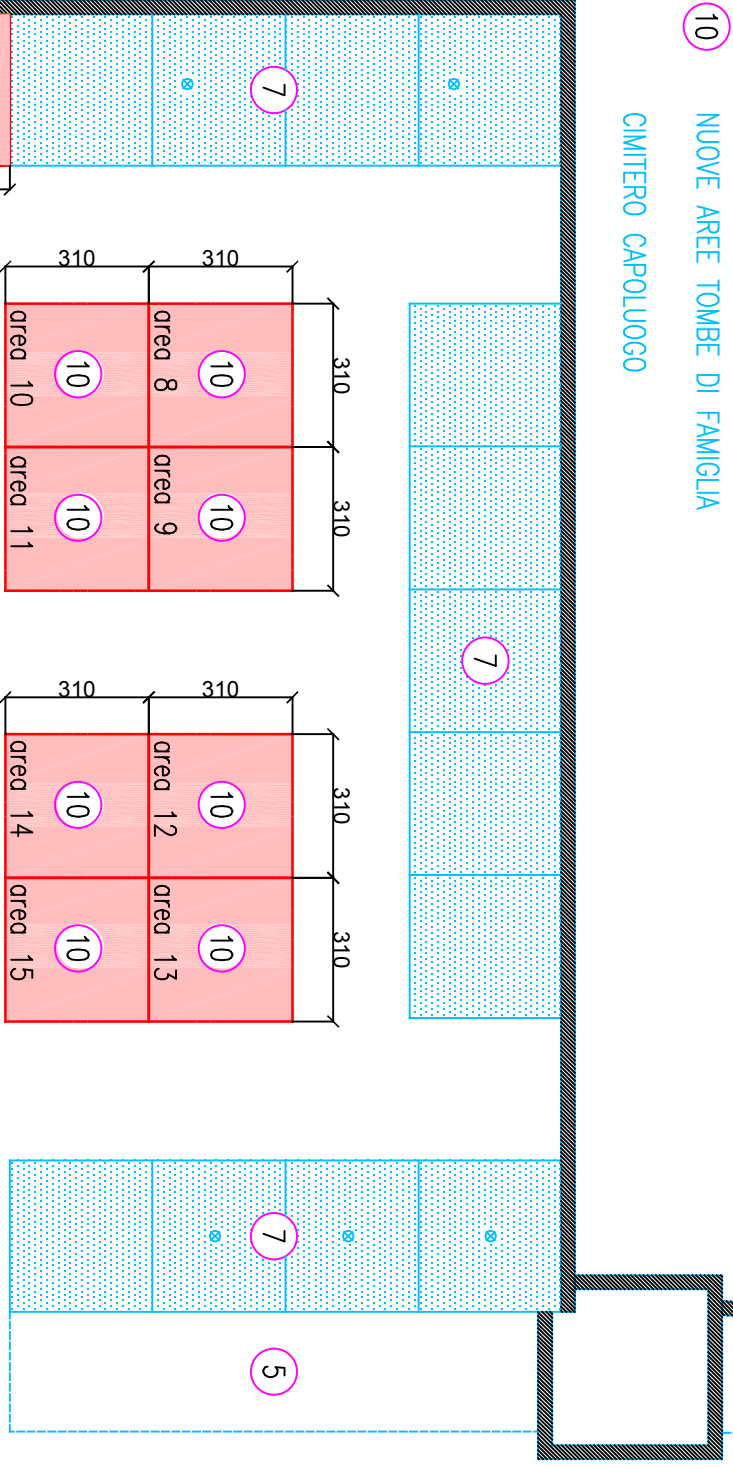 10 NUOVE AREE TOMBE DI FAMIGLIA
CIMITERO CAPOLUOGO
7
7
7
5
310
310
310
310
area 8
10
area 9
10
area 10
10
area 11
10
310
310
310
310
area 12
10
area 13
10
area 14
10
area 15
10